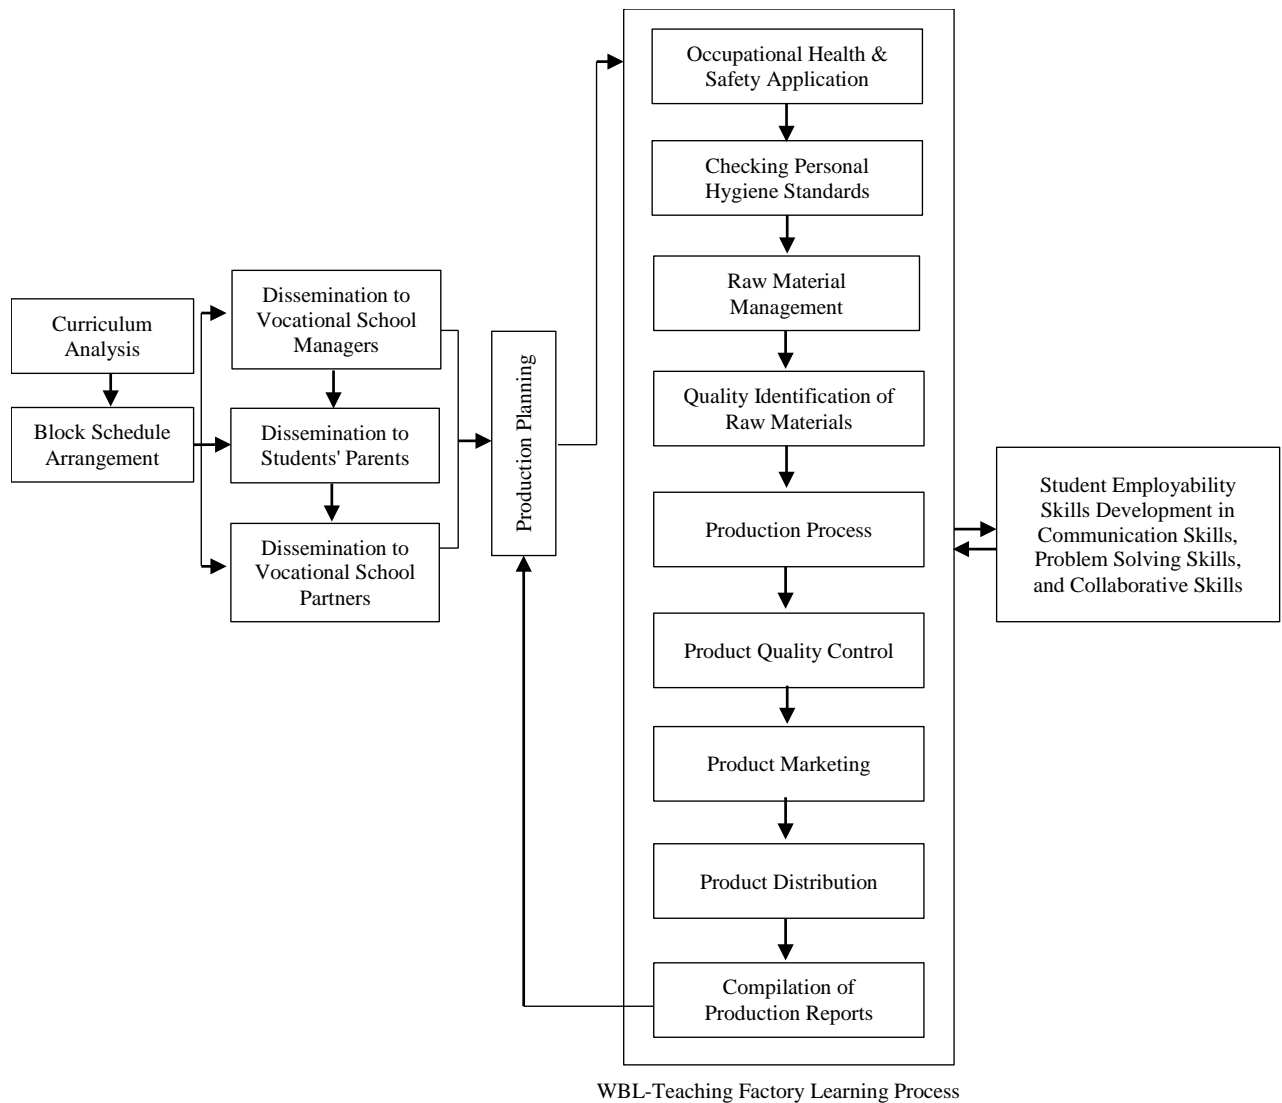 Curriculum
Analysis
Block Schedule
Arrangement
Dissemination to
Vocational School
Managers
Dissemination to
Students' Parents
Dissemination to
Vocational School
Partners
Production Planning
Occupational Health &
Safety Application
Checking Personal
Hygiene Standards
Raw Material
Management
Quality Identification of
Raw Materials
Production Process
Product Quality Control
Product Marketing
Product Distribution
Compilation of
Production Reports
WBL-Teaching Factory Learning Process
Student Employability
Skills Development in
Communication Skills,
Problem Solving Skills,
and Collaborative Skills